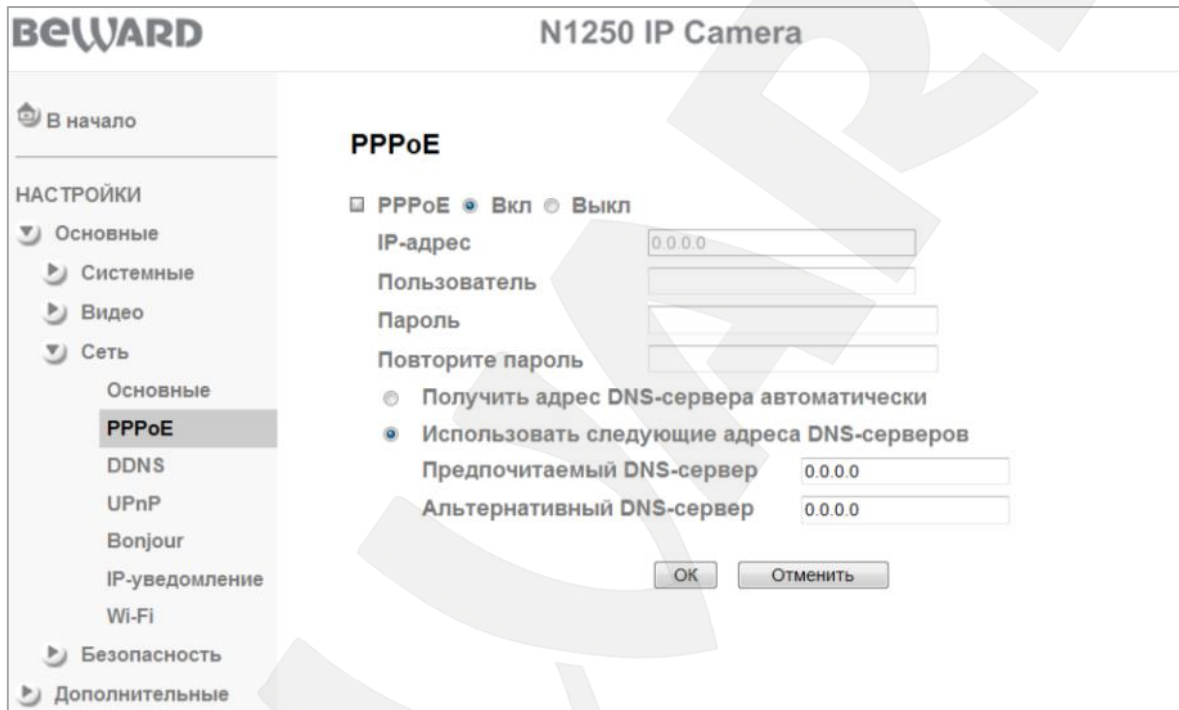 BEWARD
N1250 IP Camera
В начало
НАСТРОЙКИ
Основные
Системные
Видео
Сеть
Основные
PPPoE
DDNS
UPnP
Bonjour
IP-уведомление
Wi-Fi
Безопасность
Дополнительные
PPPoE
PPPoE Вкл Выкл
IP-адрес 0.0.0.0
Пользователь
Пароль
Повторите пароль
Получить адрес DNS-сервера автоматически
Использовать следующие адреса DNS-серверов
Предпочитаемый DNS-сервер 0.0.0.0
Альтернативный DNS-сервер 0.0.0.0
ОК Отменить